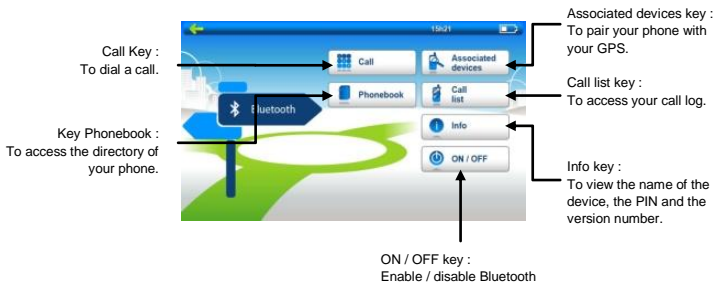 Associated devices key :
To pair your phone with
your GPS.
Call Key :
To dial a call.
Call list key :
To access your call log.
Key Phonebook :
To access the directory of
your phone.
Info key :
To view the name of the
device, the PIN and the
version number.
ON / OFF key :
Enable / disable Bluetooth
15h21
Call
Associated
devices
Phonebook
Call
list
Bluetooth
Info
ON / OFF